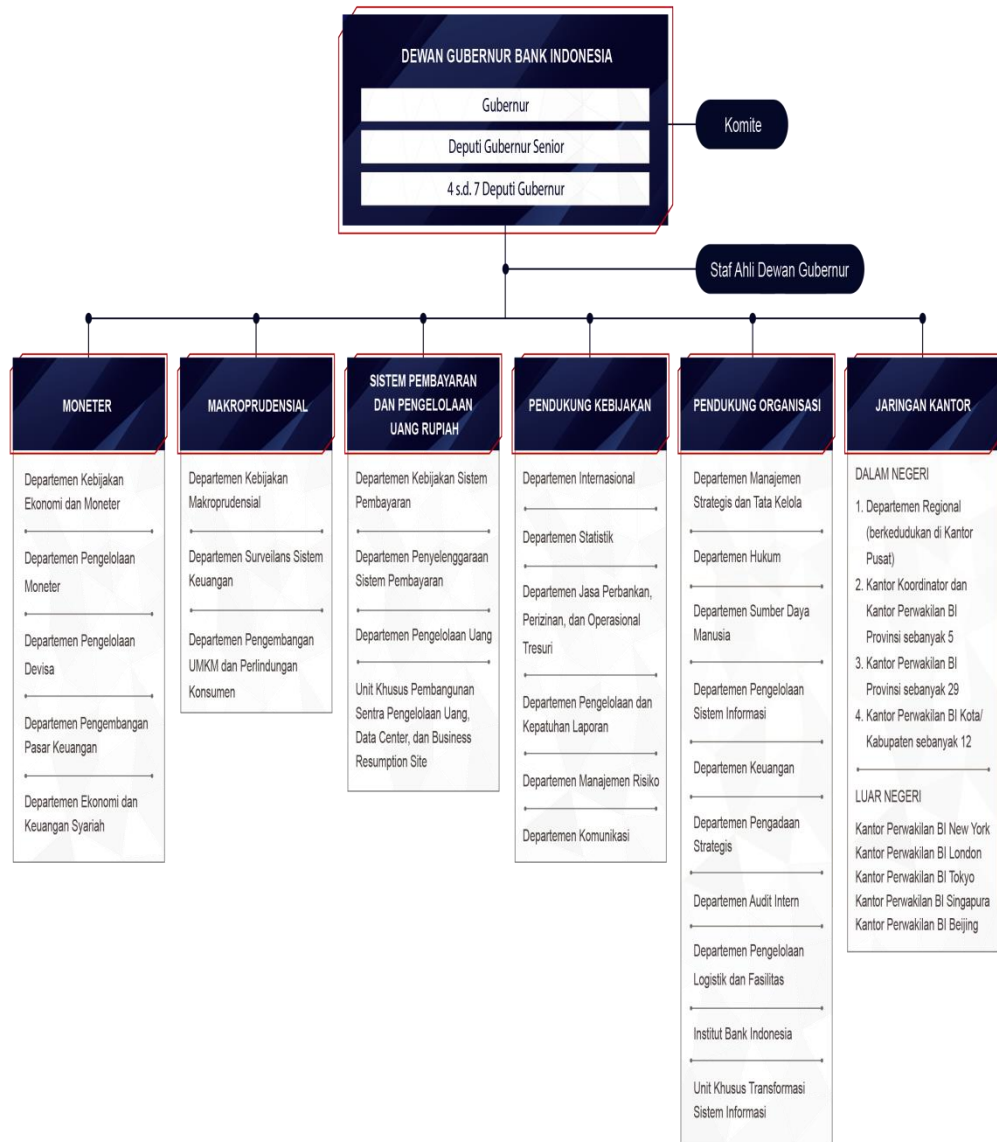 DEWAN GUBERNUR BANK INDONESIA
Gubernur
Deputi Gubernur Senior
4 s.d. 7 Deputi Gubernur
Komite
Staf Ahli Dewan Gubernur
MONETER
Departemen Kebijakan
Ekonomi dan Moneter
Departemen Pengelolaan
Moneter
Departemen Pengelolaan
Devisa
Departemen Pengembangan
Pasar Keuangan
Departemen Ekonomi dan
Keuangan Syariah
MAKROPRUDENSIAL
Departemen Kebijakan
Makroprudensial
Departemen Surveilans Sistem
Keuangan
Departemen Pengembangan
UMKM dan Perlindungan
Konsumen
SISTEM PEMBAYARAN
DAN PENGELOLAAN
UANG RUPIAH
Departemen Kebijakan Sistem
Pembayaran
Departemen Penyelenggaraan
Sistem Pembayaran
Departemen Pengelolaan Uang
Unit Khusus Pembangunan
Sentra Pengelolaan Uang,
Data Center, dan Business
Resumption Site
PENDUKUNG KEBIJAKAN
Departemen Internasional
Departemen Statistik
Departemen Jasa Perbankan,
Perizinan, dan Operasional
Tresuri
Departemen Pengelolaan dan
Kepatuhan Laporan
Departemen Manajemen Risiko
Departemen Komunikasi
PENDUKUNG ORGANISASI
Departemen Manajemen
Strategis dan Tata Kelola
Departemen Hukum
Departemen Sumber Daya
Manusia
Departemen Pengelolaan
Sistem Informasi
Departemen Keuangan
Departemen Pengadaan
Strategis
Departemen Audit Intern
Departemen Pengelolaan
Logistik dan Fasilitas
Institut Bank Indonesia
Unit Khusus Transformasi
Sistem Informasi
JARINGAN KANTOR
DALAM NEGERI
1. Departemen Regional
(berkedudukan di Kantor
Pusat)
2. Kantor Koordinator dan
Kantor Perwakilan BI
Provinsi sebanyak 5
3. Kantor Perwakilan BI
Provinsi sebanyak 29
4. Kantor Perwakilan BI Kota/
Kabupaten sebanyak 12
LUAR NEGERI
Kantor Perwakilan BI New York
Kantor Perwakilan BI London
Kantor Perwakilan BI Tokyo
Kantor Perwakilan BI Singapura
Kantor Perwakilan BI Beijing